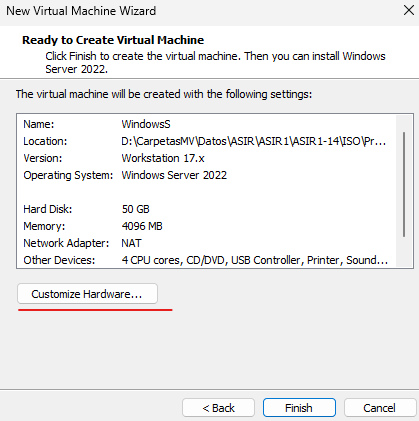 New Virtual Machine Wizard
Ready to Create Virtual Machine
Click Finish to create the virtual machine. Then you can install Windows
Server 2022.
The virtual machine will be created with the following settings:
Name: WindowsS
Location: D:\CarpetasMV\Datos\ASIR\ASIR1\ASIR1-14\ISO\Pr...
Version: Workstation 17.x
Operating System: Windows Server 2022
Hard Disk: 50 GB
Memory: 4096 MB
Network Adapter: NAT
Other Devices: 4 CPU cores, CD/DVD, USB Controller, Printer, Sound...
Customize Hardware...
< Back Finish Cancel